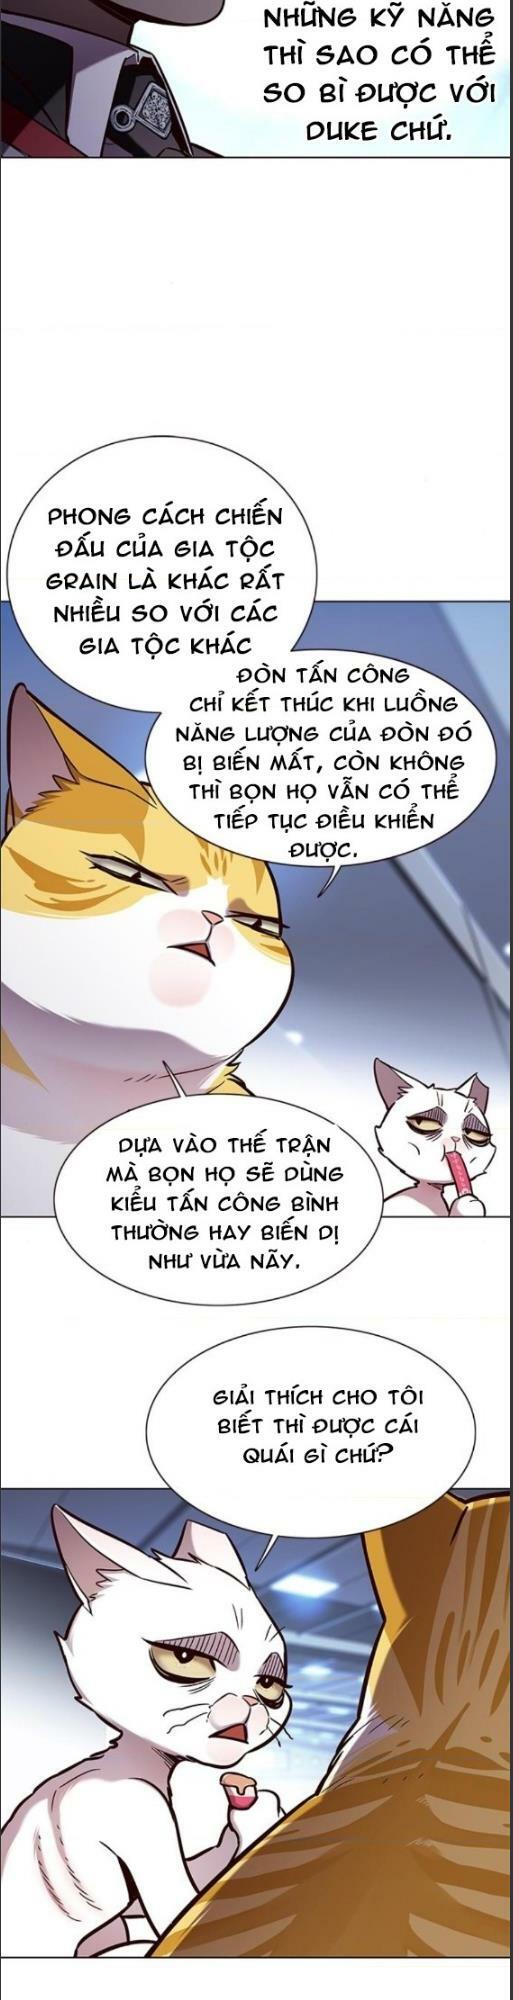 NHỮNG KỸ NĂNG
THÌ SAO CÓ THỂ
SO BÌ ĐƯỢC VỚI
DUKE CHỨ.
PHONG CÁCH CHIẾN
ĐẤU CỦA GIA TỘC
GRAIN LÀ KHÁC RẤT
NHIỀU SO VỚI CÁC
GIA TỘC KHÁC
ĐÒN TẤN CÔNG
CHỈ KẾT THÚC KHI LUỒNG
NĂNG LƯỢNG CỦA ĐÒN ĐÓ
BỊ BIẾN MẤT, CÒN KHÔNG
THÌ BỌN HỌ VẪN CÓ THỂ
TIẾP TỤC ĐIỀU KHIỂN
ĐƯỢC.
DỰA VÀO THẾ TRẬN
MÀ BỌN HỌ SẼ DÙNG
KIỂU TẤN CÔNG BÌNH
THƯỜNG HAY BIẾN DỊ
NHƯ VỪA NÃY.
GIẢI THÍCH CHO TÔI
BIẾT THÌ ĐƯỢC CÁI
QUÁI GÌ CHỨ?